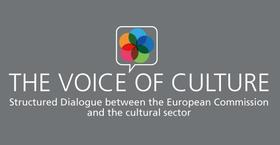 THE VOICE OF CULTURE
Structured Dialogue between the European Commission
and the cultural sector